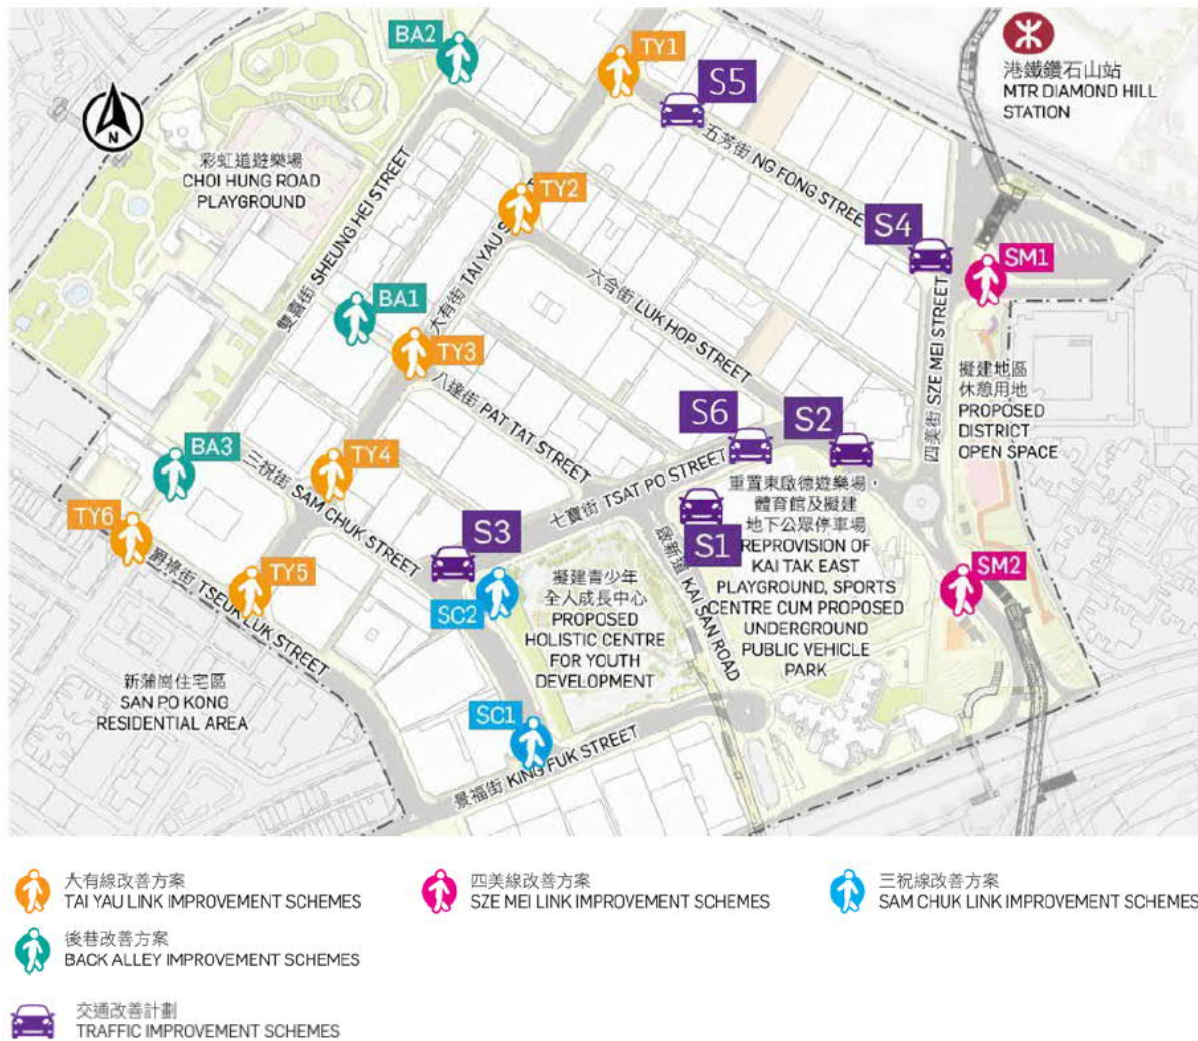 BA2
TY1
S5
港鐵鑽石山站
MTR DIAMOND HILL
STATION
N
彩虹道遊樂場
CHOI HUNG ROAD
PLAYGROUND
五芳街 NG FONG STREET
TY2
S4
SM1
雙喜街 SHEUNG HEI STREET
大有街 TAI YAU S
六合街 LUK HOP STREET
BA1
TY3
四美街 SZE MEI STREET
擬建地區
休憩用地
PROPOSED
DISTRICT
OPEN SPACE
八達街 PAT TAT STREET
S6
S2
BA3
TY4
三祝街 SAM CHUK STREET
七寶街 TSAT PO STREET
重置東啟德遊樂場，
體育館及擬建
地下公眾停車場
REPROVISION OF
KAI TAK EAST
PLAYGROUND, SPORTS
CENTRE CUM PROPOSED
UNDERGROUND
PUBLIC VEHICLE
PARK
S1
TY6
S3
啟新道 KAI SAN ROAD
爵祿街 TSEUK LUK STREET
TY5
SC2
擬建青少年
全人成長中心
PROPOSED
HOLISTIC CENTRE
FOR YOUTH
DEVELOPMENT
SM2
新蒲崗住宅區
SAN PO KONG
RESIDENTIAL AREA
SC1
景福街 KING FUK STREET
大有線改善方案
TAI YAU LINK IMPROVEMENT SCHEMES
四美線改善方案
SZE MEI LINK IMPROVEMENT SCHEMES
三祝線改善方案
SAM CHUK LINK IMPROVEMENT SCHEMES
後巷改善方案
BACK ALLEY IMPROVEMENT SCHEMES
交通改善計劃
TRAFFIC IMPROVEMENT SCHEMES